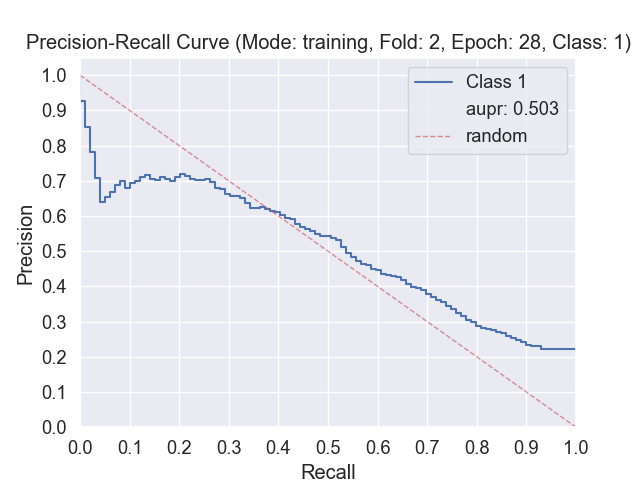 Precision-Recall Curve (Mode: training, Fold: 2, Epoch: 28, Class: 1)
Class 1
aupr: 0.503
random
1.0
0.9
0.8
0.7
0.6
0.5
0.4
0.3
0.2
0.1
0.0
Precision
0.0 0.1 0.2 0.3 0.4 0.5 0.6 0.7 0.8 0.9 1.0
Recall